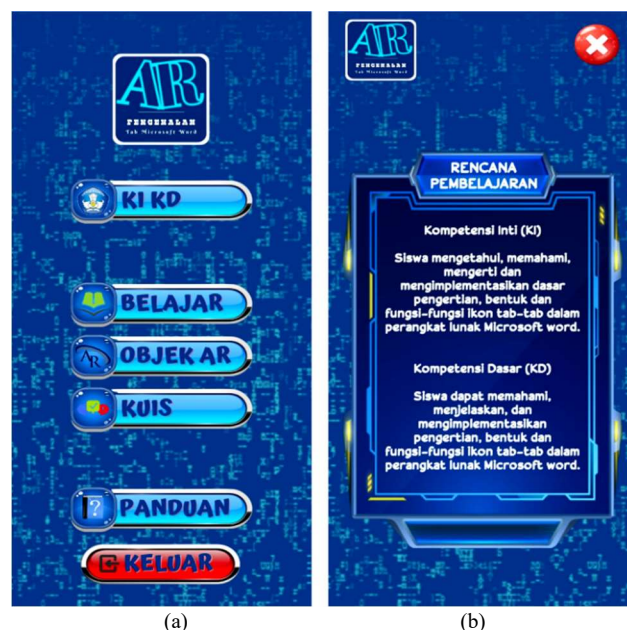 AR
PENGENALAN
Tab Microsoft Word
KI KD
BELAJAR
AR
OBJEK AR
KUIS
?
PANDUAN
KELUAR
(a)
AR
PENGENALAN
Tab Microsoft Word
RENCANA
PEMBELAJARAN
Kompetensi Inti (KI)
Siswa mengetahui, memahami,
mengerti dan
mengimplementasikan dasar
pengertian, bentuk dan
fungsi-fungsi ikon tab-tab dalam
perangkat lunak Microsoft word.
Kompetensi Dasar (KD)
Siswa dapat memahami,
menjelaskan, dan
mengimplementasikan
pengertian, bentuk dan
fungsi-fungsi ikon tab-tab dalam
perangkat lunak Microsoft word.
(b)